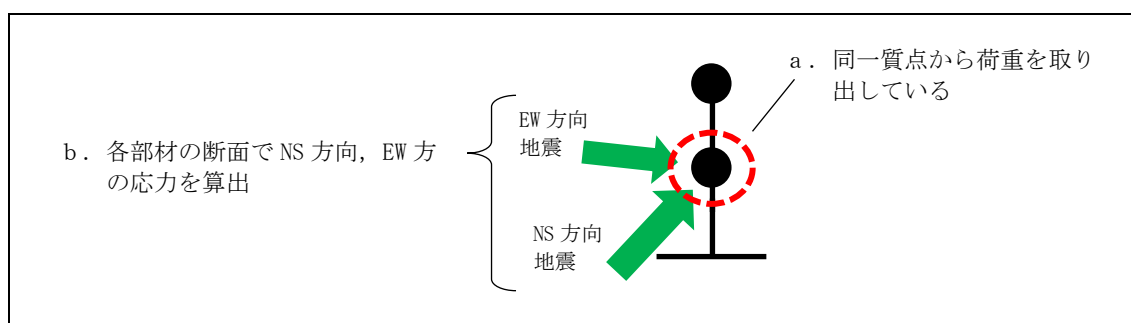 a．同一質点から荷重を取り
出している
EW 方向
地震
b．各部材の断面で NS 方向，EW 方
の応力を算出
NS 方向
地震